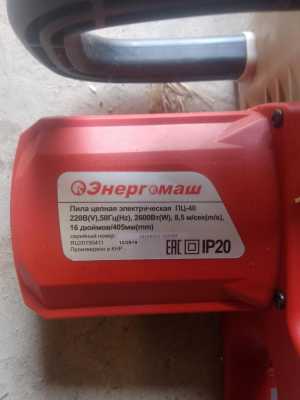 Энергомаш
Пила цепная электрическая ПЦ-40
220В(V),50Гц(Hz), 2600Вт(W), 8,5 м/сек(m/s),
16 дюймов/405мм(mm)
серийный номер:
Произведено в КНР
EAC IP20